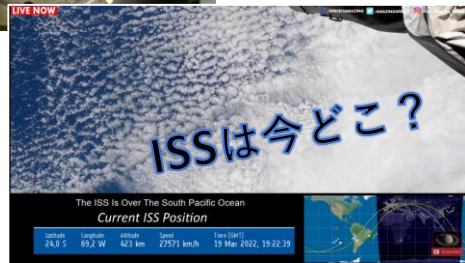 LIVE NOW
ISSは今どこ？
The ISS Is Over The South Pacific Ocean
Current ISS Position
Latitude Longitude Altitude Speed Time (GMT)
24,0 S 69,2 W 423 km 27571 km/h 19 Mar 2022, 19:22:39